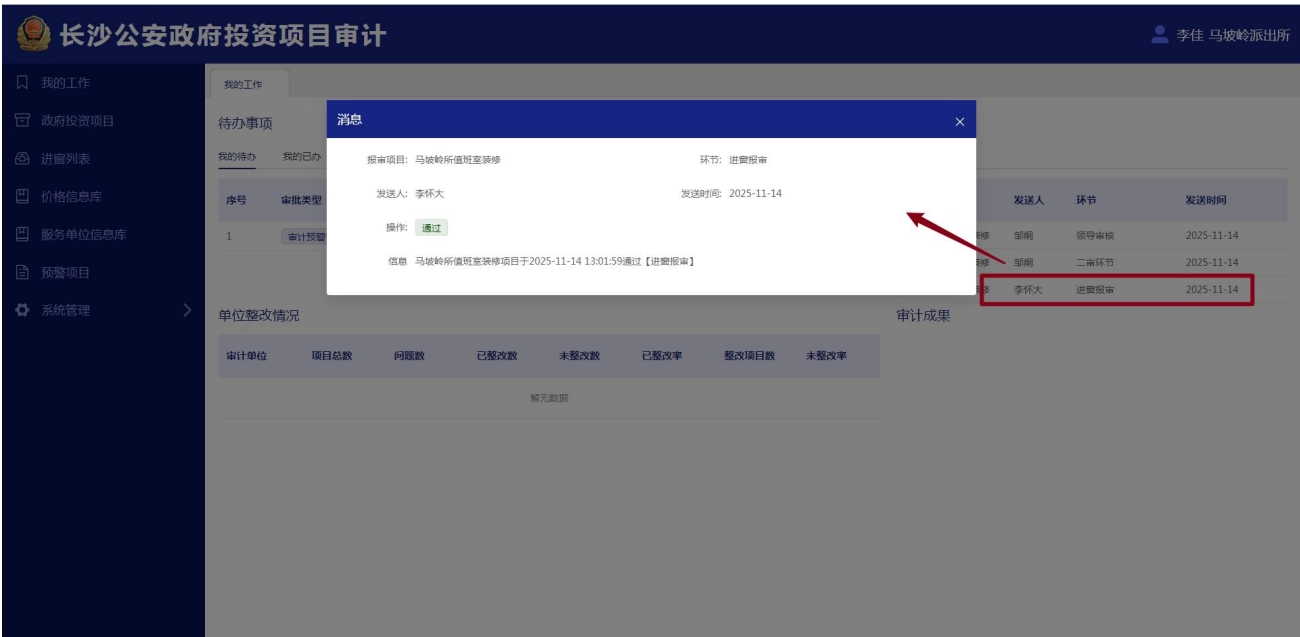 长沙公安政府投资项目审计
李佳 马坡岭派出所
我的工作
政府投资项目
进窗列表
价格信息库
服务单位信息库
预警项目
系统管理
我的工作
待办事项
我的待办 我的已办
序号 审批类型 发送人 环节 发送时间
1 审计预警 修 邹炯 领导审核 2025-11-14
修 邹炯 二审环节 2025-11-14
修 李怀大 进窗报审 2025-11-14
消息
报审项目: 马坡岭所值班室装修 环节: 进窗报审
发送人: 李怀大 发送时间: 2025-11-14
操作: 通过
信息 马坡岭所值班室装修项目于2025-11-14 13:01:59通过【进窗报审】
单位整改情况 审计成果
审计单位 项目总数 问题数 已整改数 未整改数 已整改率 整改项目数 未整改率
暂无数据